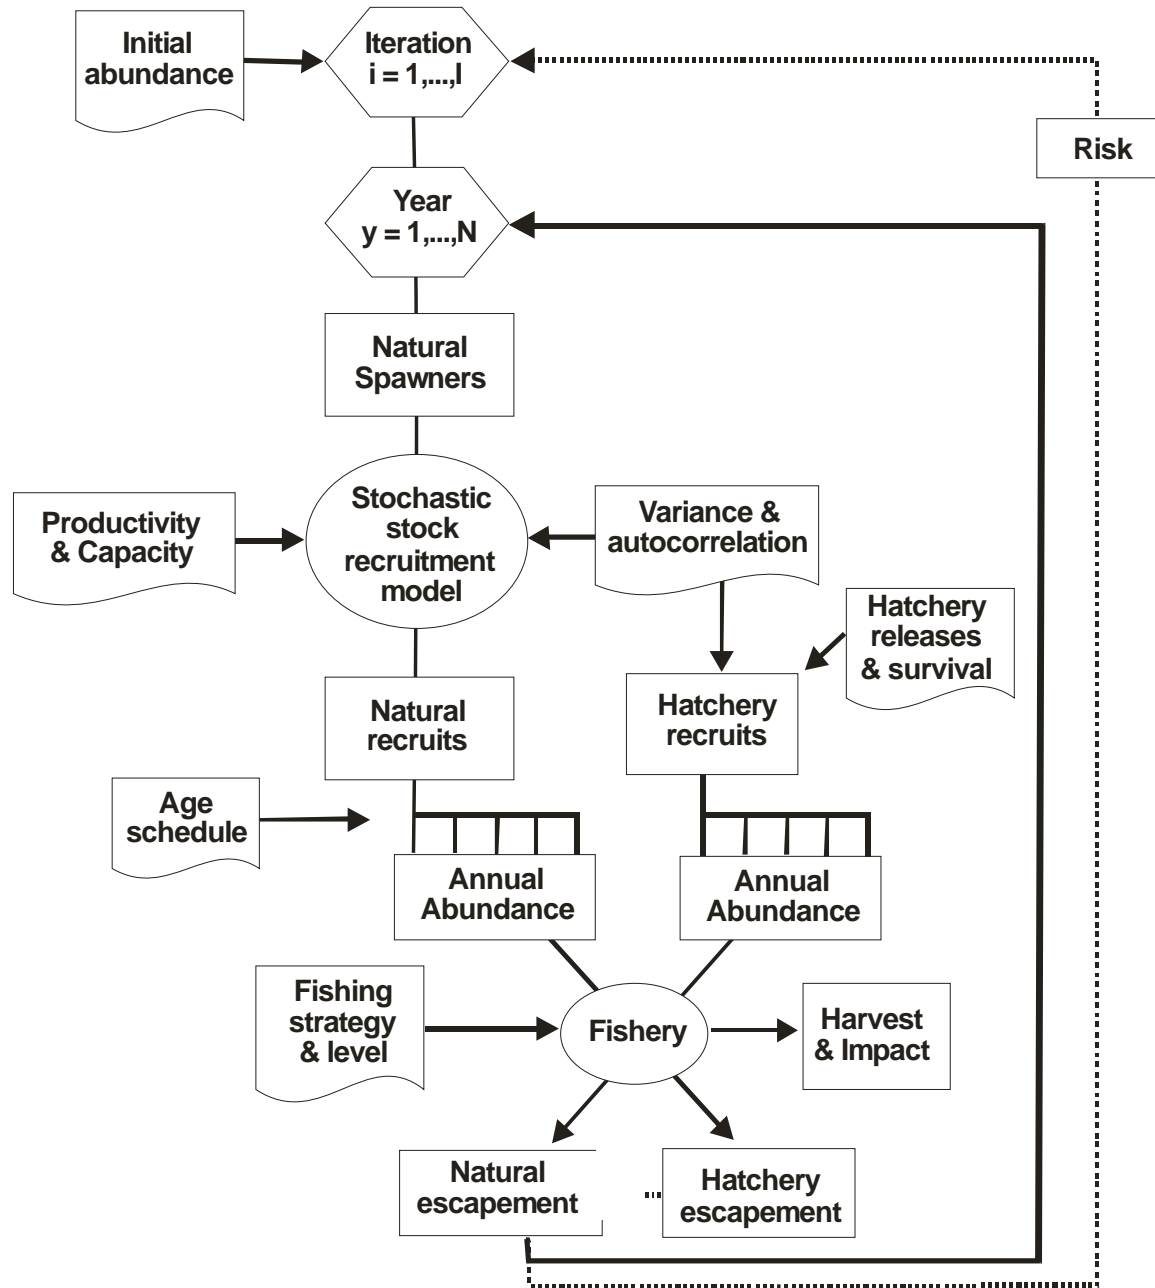 Initial
abundance
Iteration
i = 1,...,I
Risk
Year
y = 1,...,N
Natural
Spawners
Productivity
& Capacity
Stochastic
stock
recruitment
model
Variance &
autocorrelation
Hatchery
releases
& survival
Natural
recruits
Hatchery
recruits
Age
schedule
Annual
Abundance
Annual
Abundance
Fishing
strategy
& level
Fishery
Harvest
& Impact
Natural
escapement
Hatchery
escapement